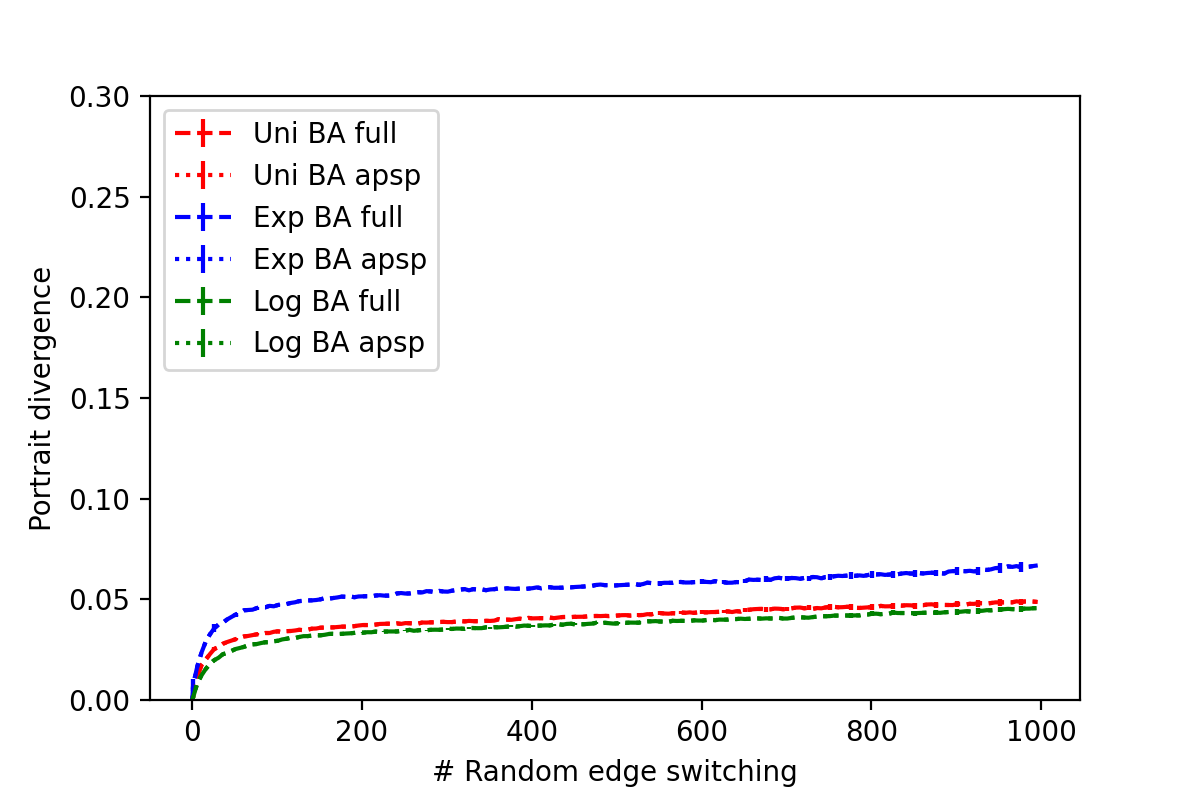 0.30
0.25
0.20
0.15
0.10
0.05
0.00
Portrait divergence
Uni BA full
Uni BA apsp
Exp BA full
Exp BA apsp
Log BA full
Log BA apsp
0 200 400 600 800 1000
# Random edge switching